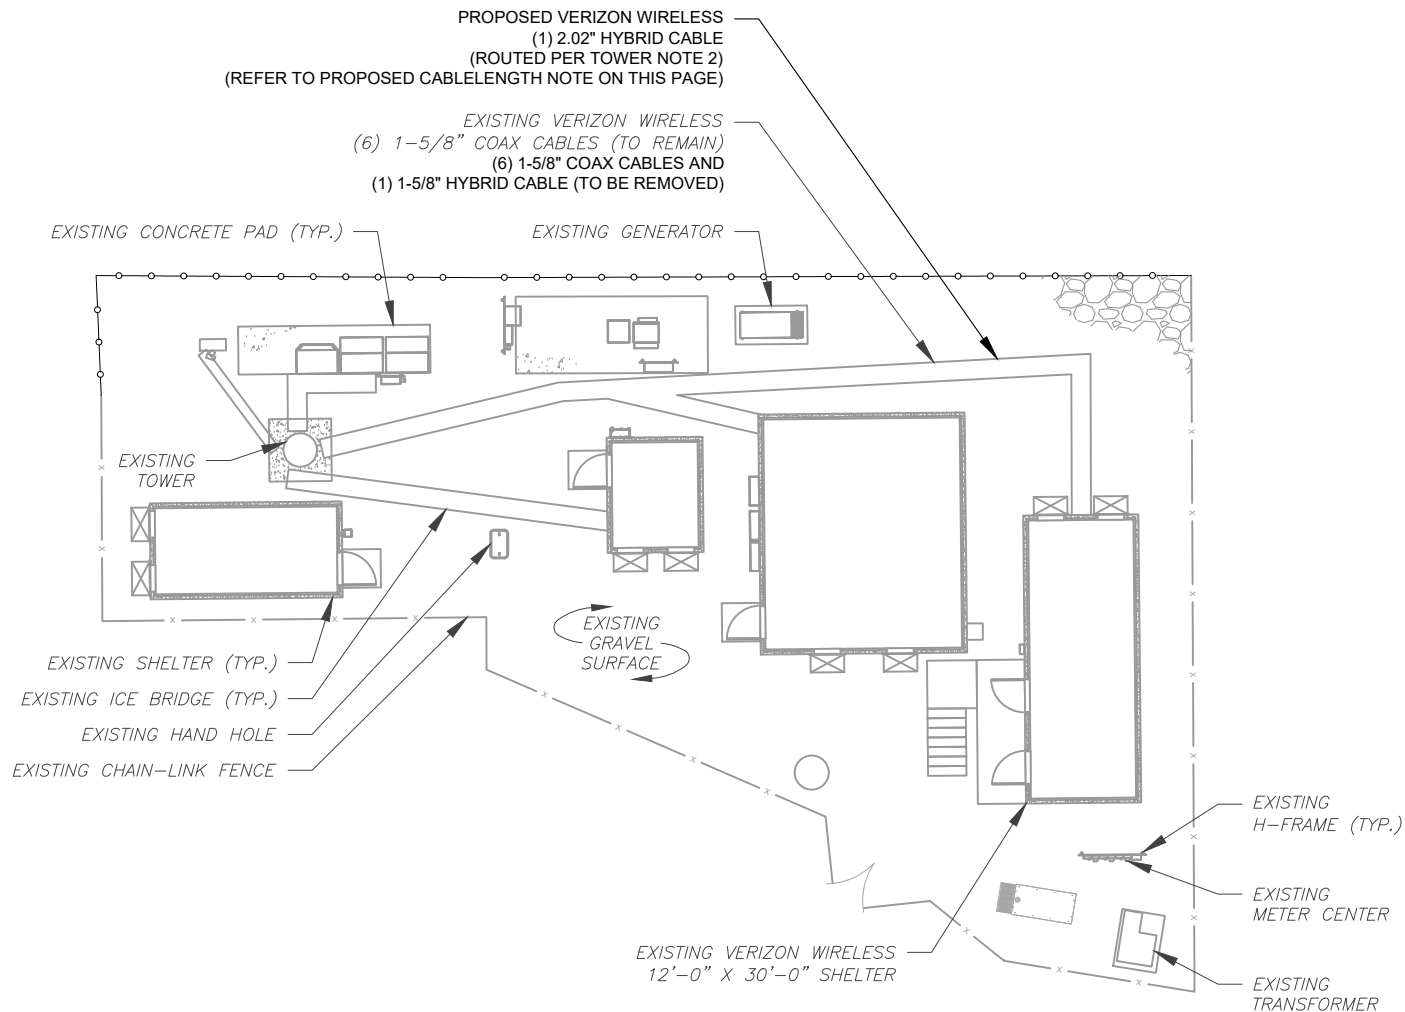 PROPOSED VERIZON WIRELESS
(1) 2.02" HYBRID CABLE
(ROUTED PER TOWER NOTE 2)
(REFER TO PROPOSED CABLELENGTH NOTE ON THIS PAGE)
EXISTING VERIZON WIRELESS
(6) 1-5/8" COAX CABLES (TO REMAIN)
(6) 1-5/8" COAX CABLES AND
(1) 1-5/8" HYBRID CABLE (TO BE REMOVED)
EXISTING CONCRETE PAD (TYP.)
EXISTING GENERATOR
EXISTING
TOWER
EXISTING
GRAVEL
SURFACE
EXISTING SHELTER (TYP.)
EXISTING ICE BRIDGE (TYP.)
EXISTING HAND HOLE
EXISTING CHAIN-LINK FENCE
EXISTING
H-FRAME (TYP.)
EXISTING
METER CENTER
EXISTING VERIZON WIRELESS
12'-0" X 30'-0" SHELTER
EXISTING
TRANSFORMER